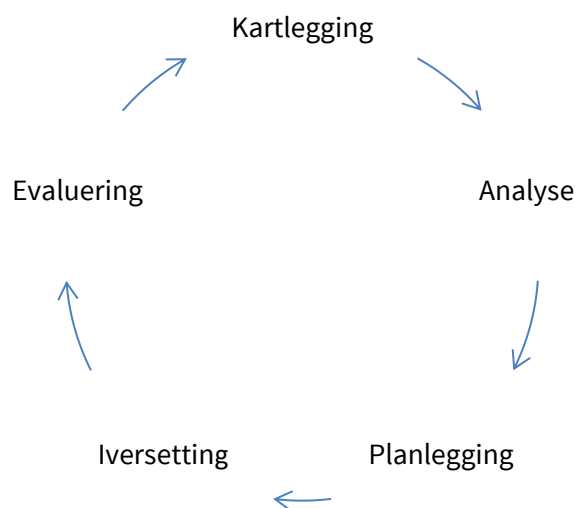 Kartlegging
Analyse
Planlegging
Iversetting
Evaluering